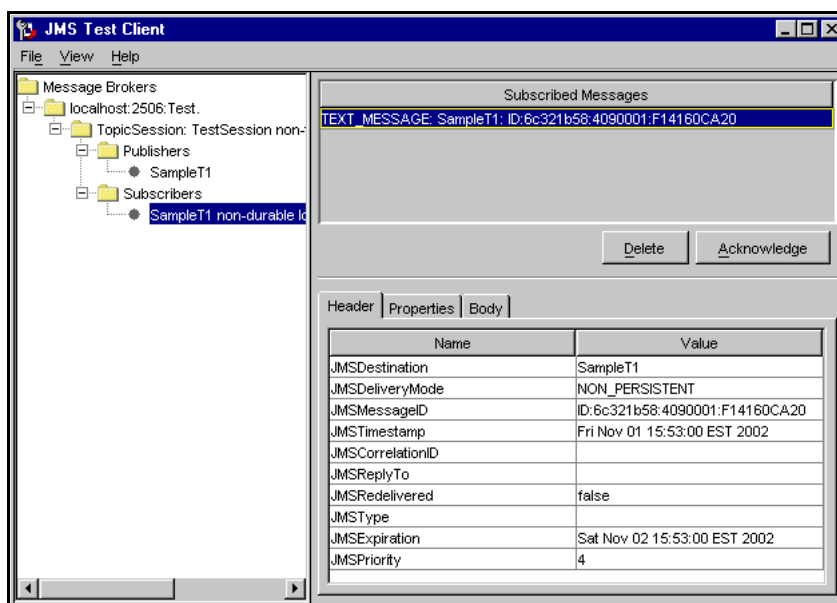 JMS Test Client
File View Help
Message Brokers
localhost:2506:Test.
TopicSession: TestSession non-
Publishers
SampleT1
Subscribers
SampleT1 non-durable lo
Subscribed Messages
TEXT_MESSAGE: SampleT1: ID:6c321b58:4090001:F14160CA20
Delete Acknowledge
Header Properties Body
Name Value
JMSDestination SampleT1
JMSDeliveryMode NON_PERSISTENT
JMSMessageID ID:6c321b58:4090001:F14160CA20
JMSTimestamp Fri Nov 01 15:53:00 EST 2002
JMSCorrelationID
JMSReplyTo
JMSRedelivered false
JMSType
JMSExpiration Sat Nov 02 15:53:00 EST 2002
JMSPriority 4